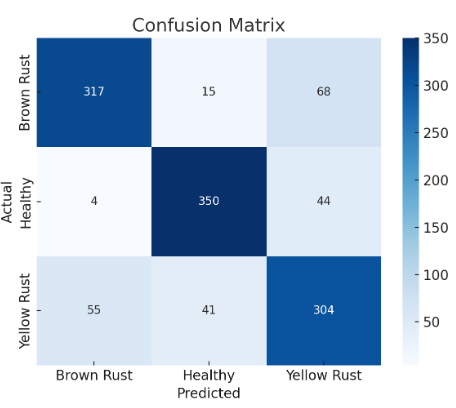 Confusion Matrix
Actual
Brown Rust
Healthy
Yellow Rust
317 15 68
4 350 44
55 41 304
Brown Rust Healthy Yellow Rust
Predicted
350
300
250
200
150
100
50